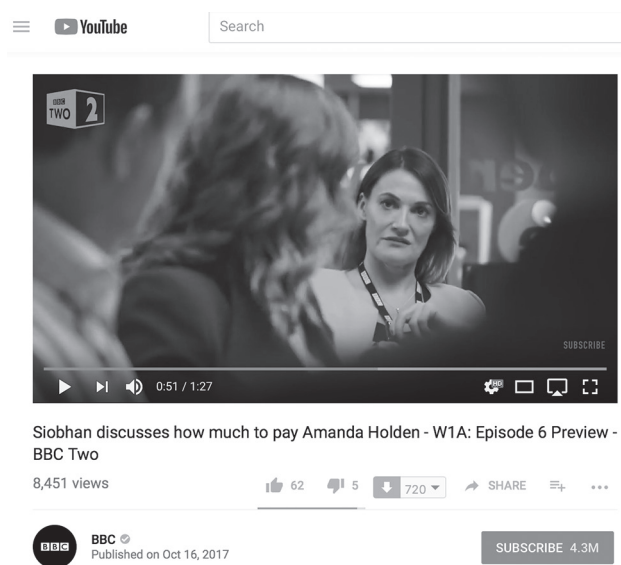 YouTube
Search
BBC
TWO
2
SUBSCRIBE
0:51 / 1:27
HD
Siobhan discusses how much to pay Amanda Holden - W1A: Episode 6 Preview -
BBC Two
8,451 views
62
5
720
SHARE
BBC
BBC
Published on Oct 16, 2017
SUBSCRIBE 4.3M